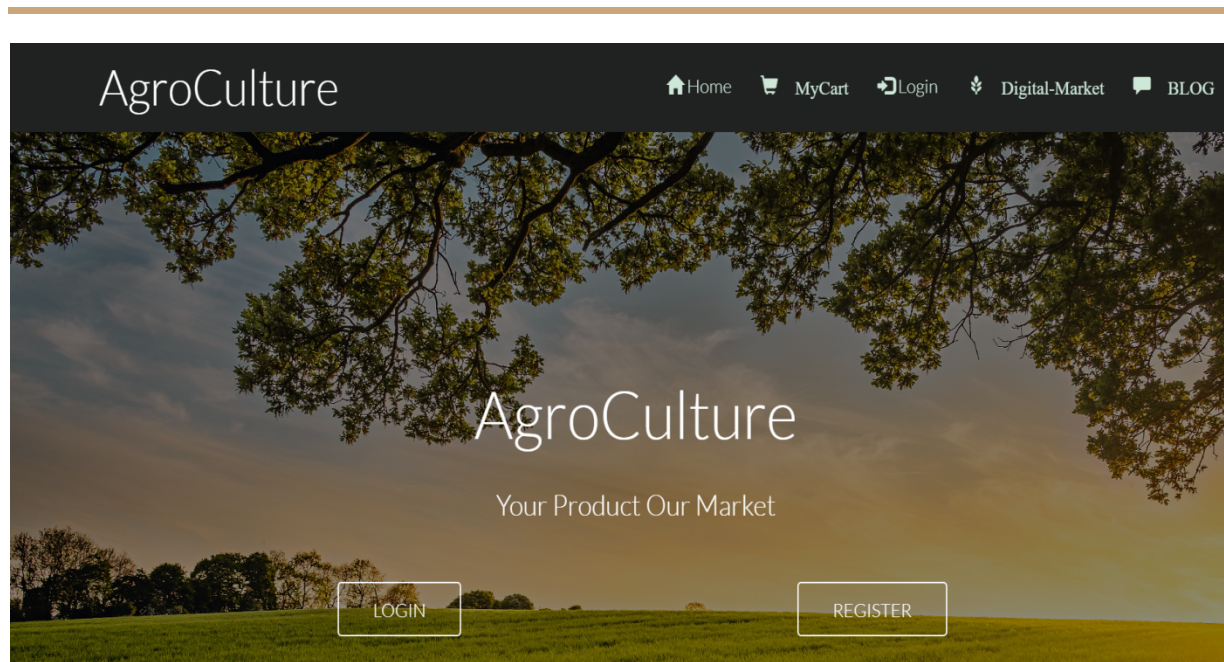 AgroCulture Home MyCart Login Digital-Market BLOG
AgroCulture
Your Product Our Market
LOGIN REGISTER